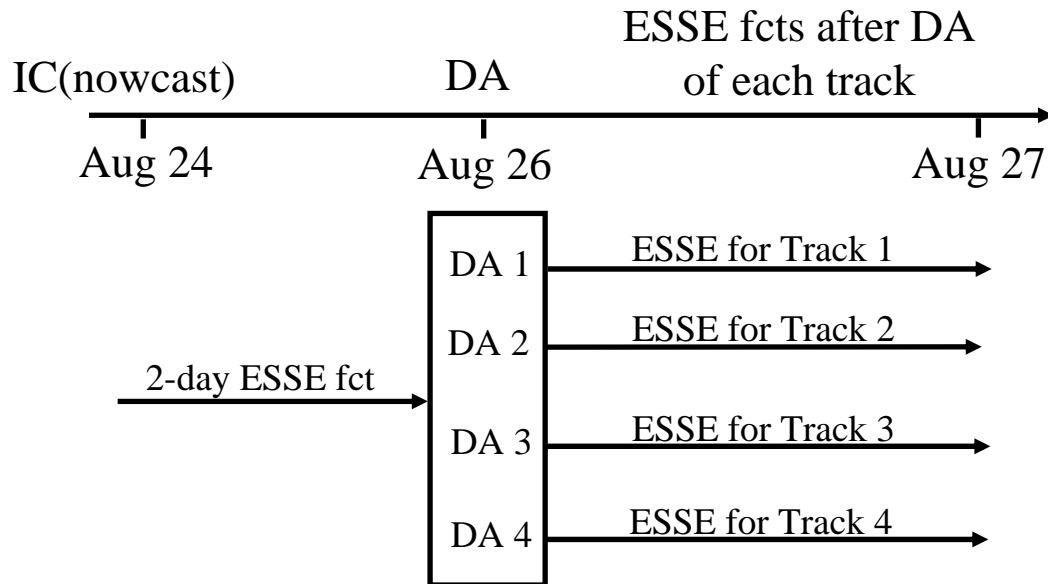 ESSE fcts after DA
of each track
IC(nowcast)
DA
Aug 24
Aug 26
Aug 27
DA 1
ESSE for Track 1
DA 2
ESSE for Track 2
2-day ESSE fct
DA 3
ESSE for Track 3
DA 4
ESSE for Track 4